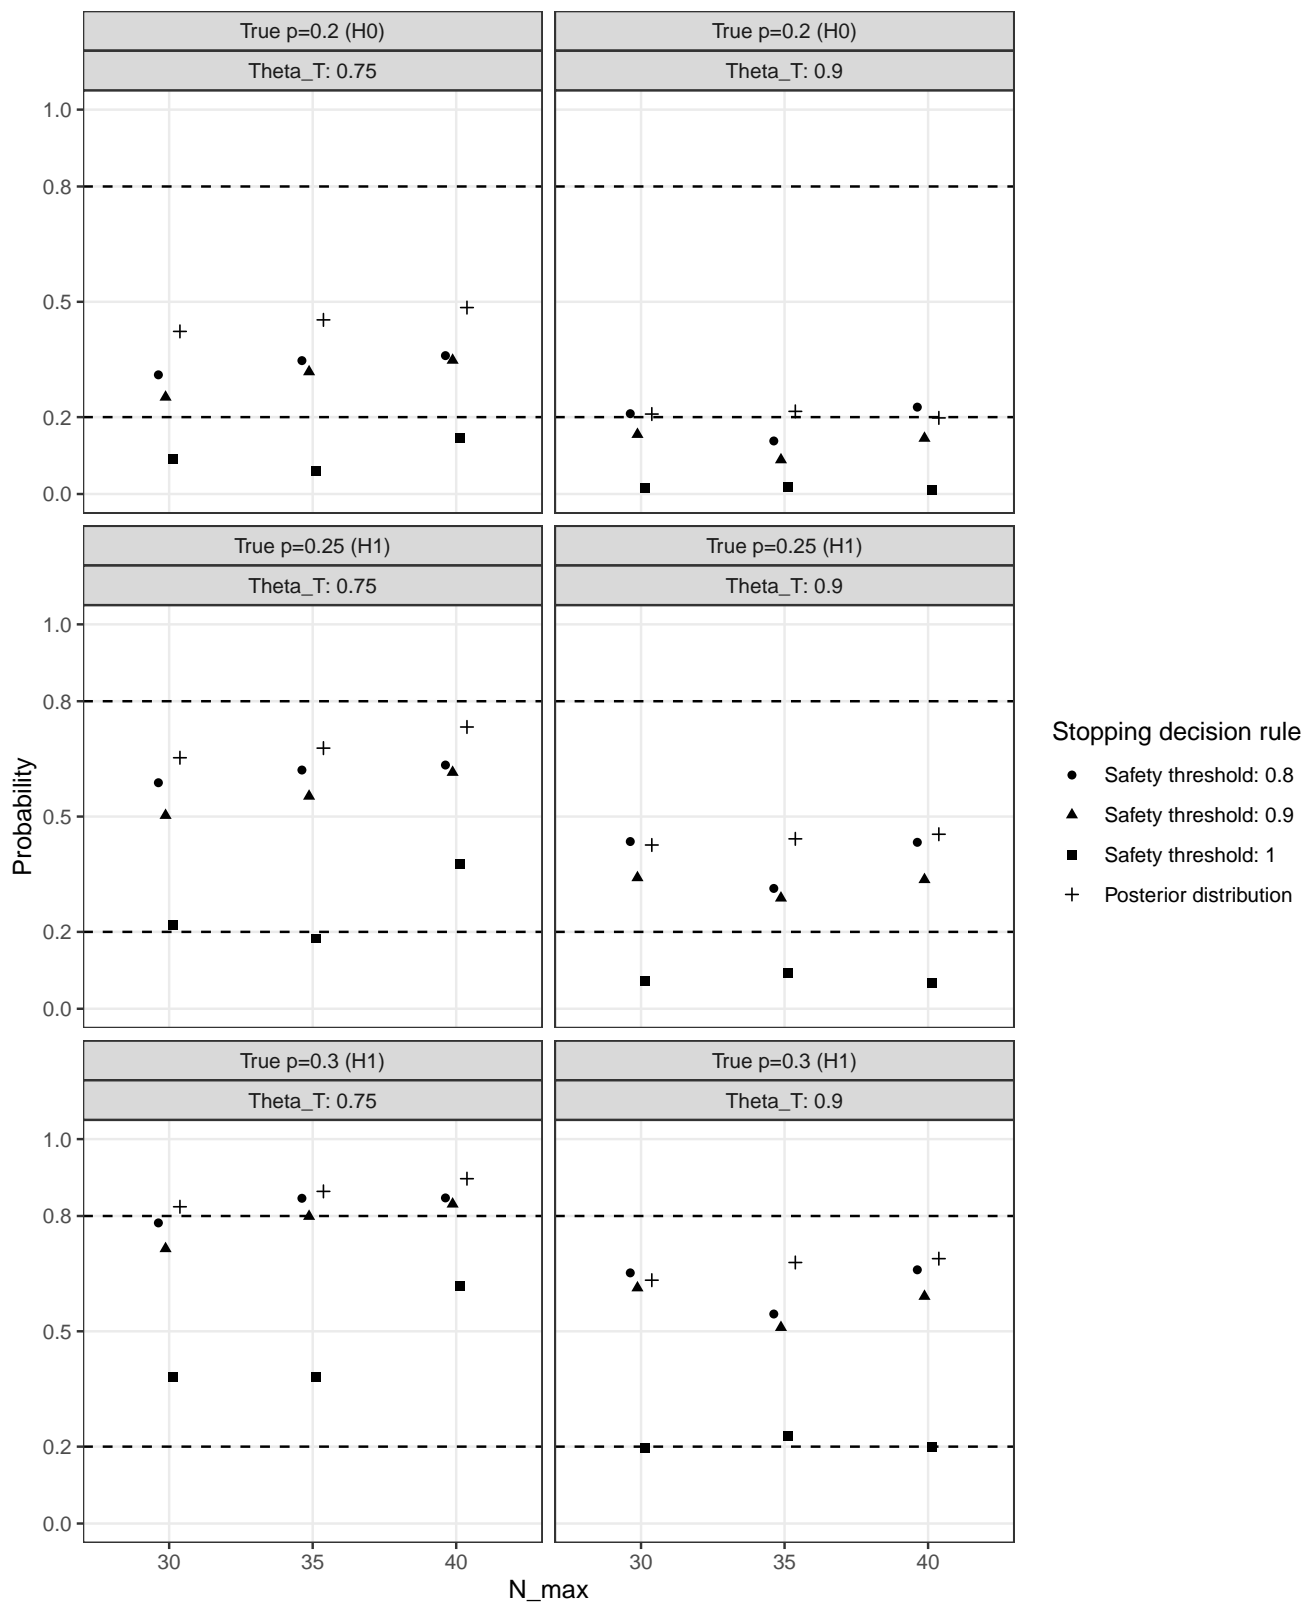 True p=0.2 (H0)
True p=0.2 (H0)
Theta_T: 0.75
Theta_T: 0.9
1.0
0.8
0.5
0.2
0.0
True p=0.25 (H1)
True p=0.25 (H1)
Theta_T: 0.75
Theta_T: 0.9
1.0
0.8
0.5
0.2
0.0
True p=0.3 (H1)
True p=0.3 (H1)
Theta_T: 0.75
Theta_T: 0.9
1.0
0.8
0.5
0.2
0.0
30
35
40
30
35
40
N_max
Probability
Stopping decision rule
Safety threshold: 0.8
Safety threshold: 0.9
Safety threshold: 1
Posterior distribution